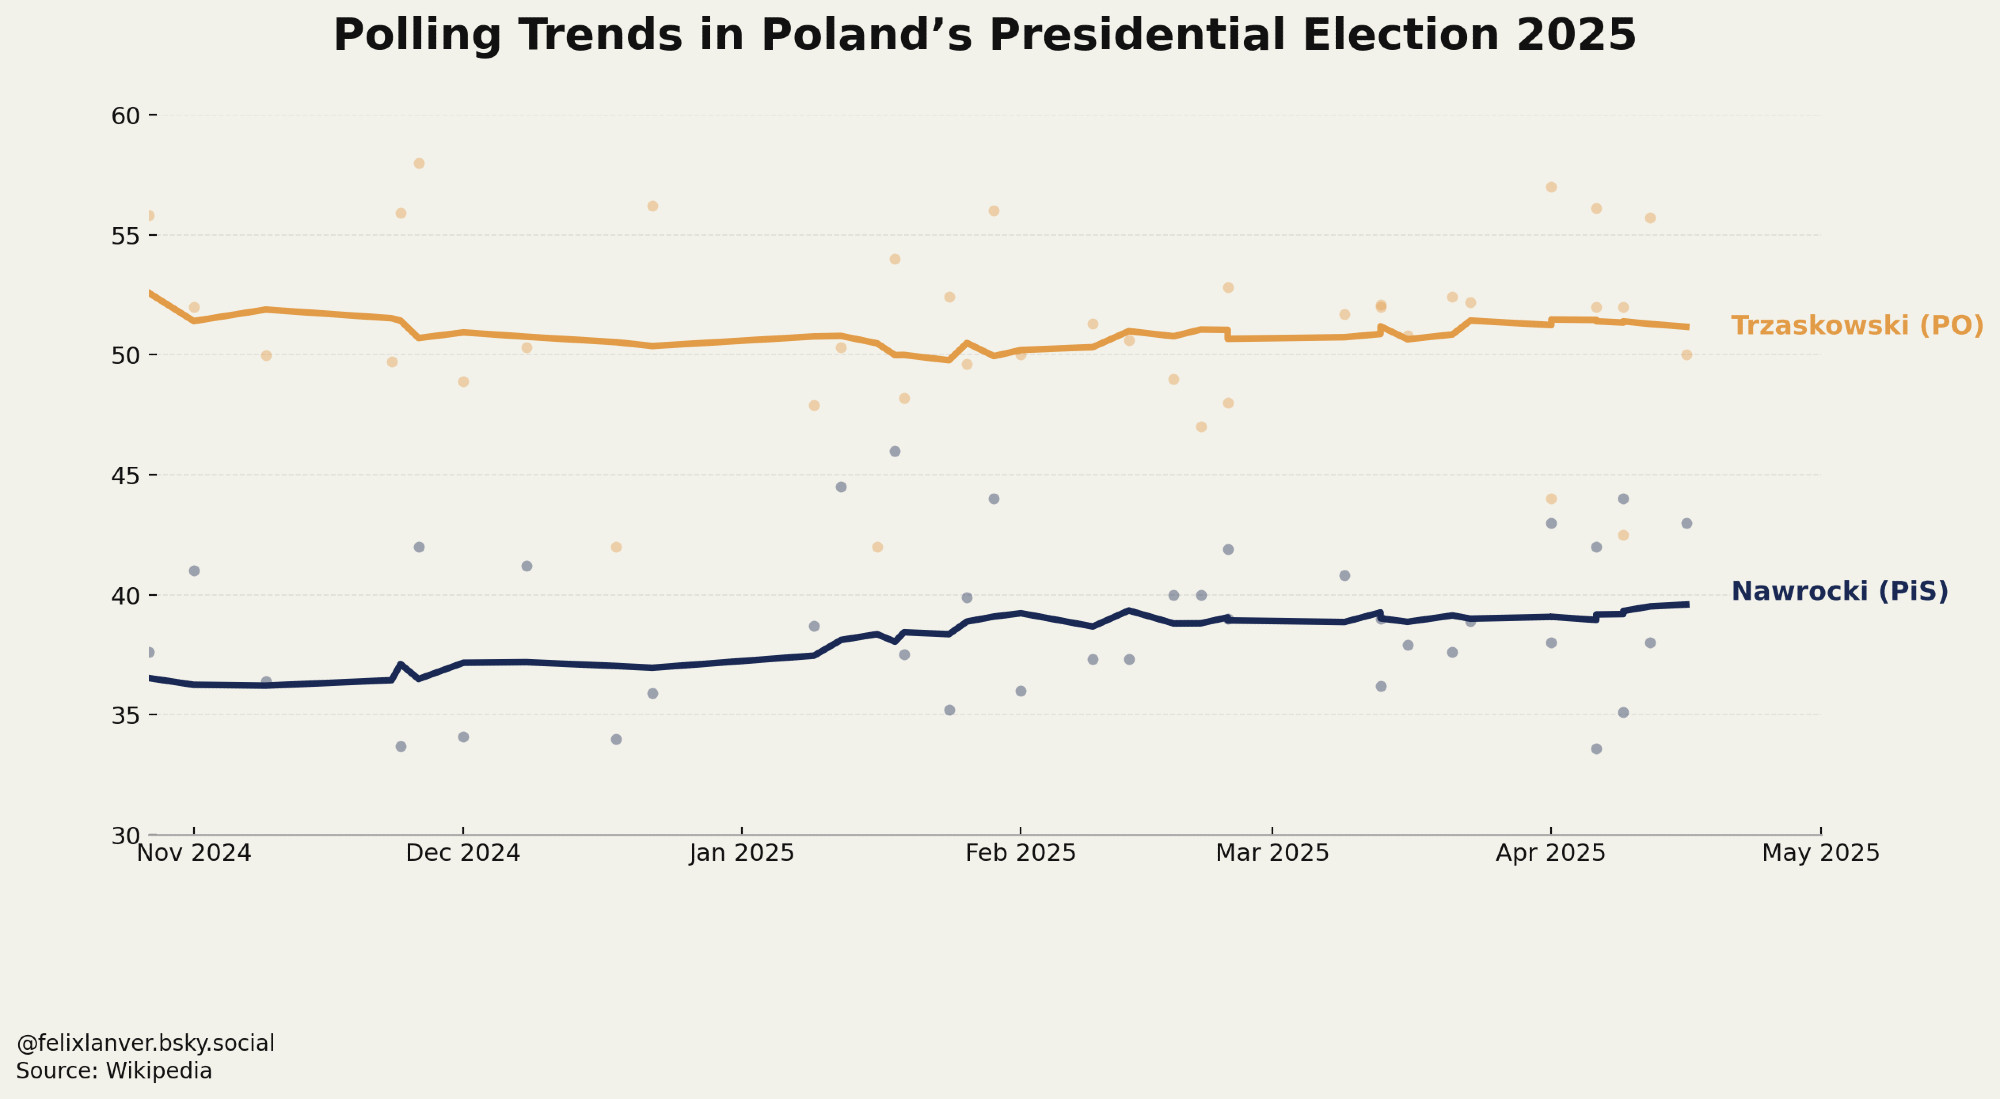 Polling Trends in Poland’s Presidential Election 2025
60
55
50
45
40
35
30
Trzaskowski (PO)
Nawrocki (PiS)
Nov 2024
Dec 2024
Jan 2025
Feb 2025
Mar 2025
Apr 2025
May 2025
@felixlanver.bsky.social
Source: Wikipedia